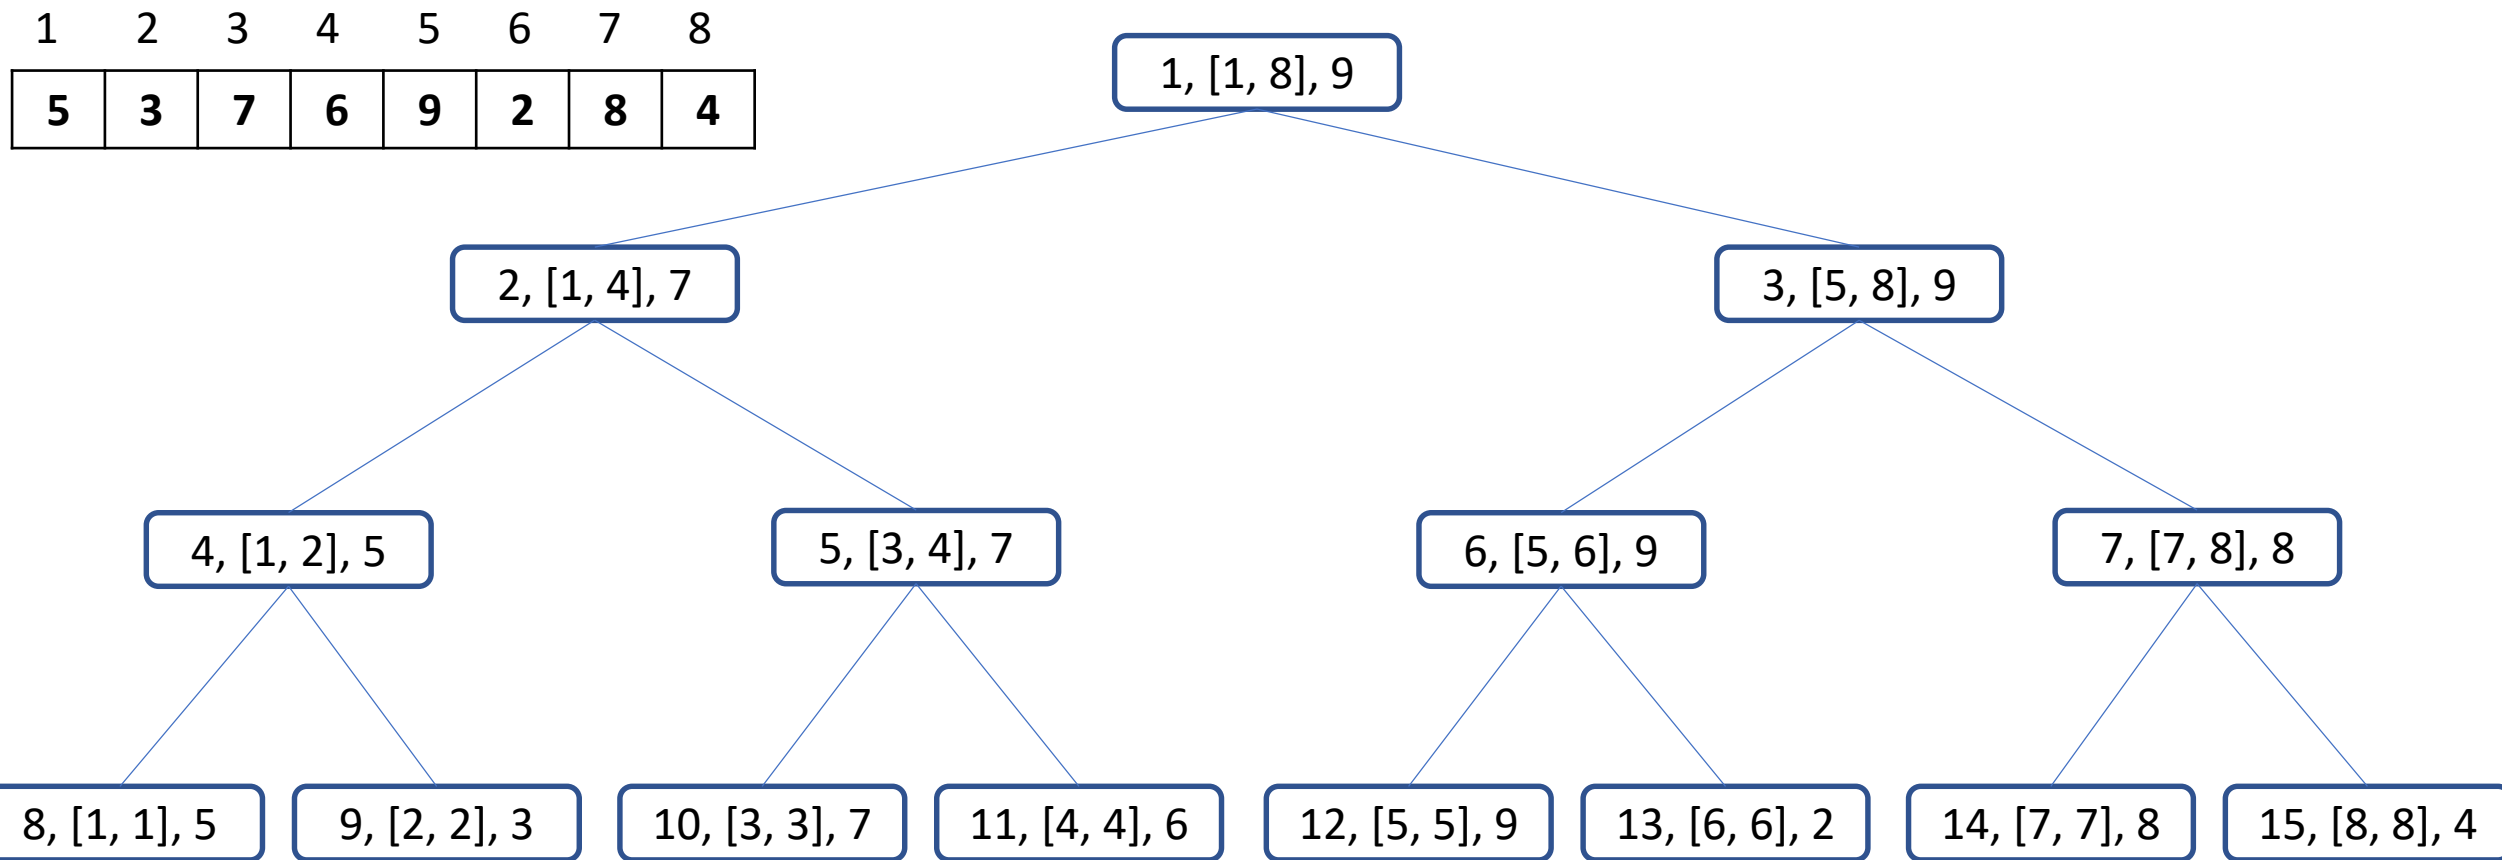 1 2 3 4 5 6 7 8
5 3 7 6 9 2 8 4
1, [1, 8], 9
2, [1, 4], 7
3, [5, 8], 9
4, [1, 2], 5
5, [3, 4], 7
6, [5, 6], 9
7, [7, 8], 8
8, [1, 1], 5
9, [2, 2], 3
10, [3, 3], 7
11, [4, 4], 6
12, [5, 5], 9
13, [6, 6], 2
14, [7, 7], 8
15, [8, 8], 4